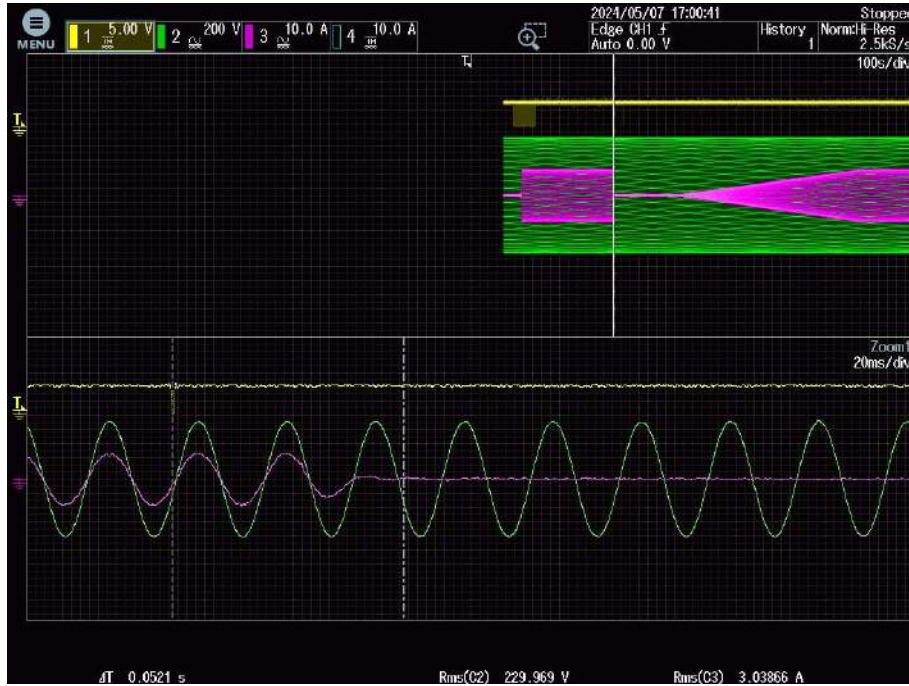 2024/05/07 17:00:41 Stopped
MENU 1 5.00 V 2 200 V 3 10.0 A 4 10.0 A Edge CH1 History Norm:Hi-Res
Auto 0.00 V 1 2.5kS/s
T 100s/div
T
Zoom1
20ms/div
T
ΔT 0.0521 s Rms(C2) 229.969 V Rms(C3) 3.03866 A